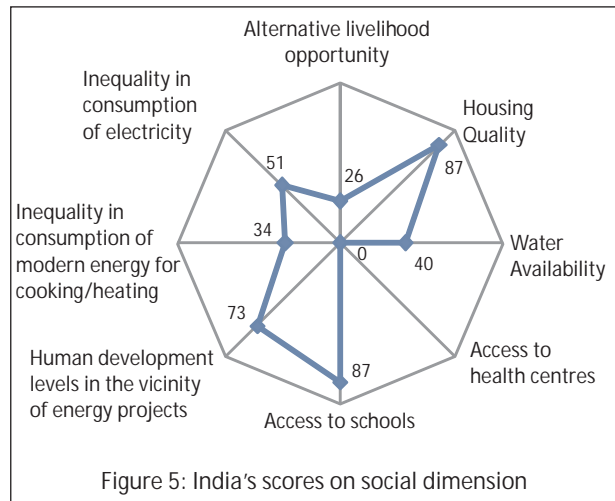 Alternative livelihood
opportunity
Inequality in
consumption
of electricity
Housing
Quality
51
26
87
Inequality in
consumption of
modern energy for
cooking/heating
34
0
40
Water
Availability
73
Human development
levels in the vicinity
of energy projects
87
Access to schools
Access to
health centres
Figure 5: India's scores on social dimension